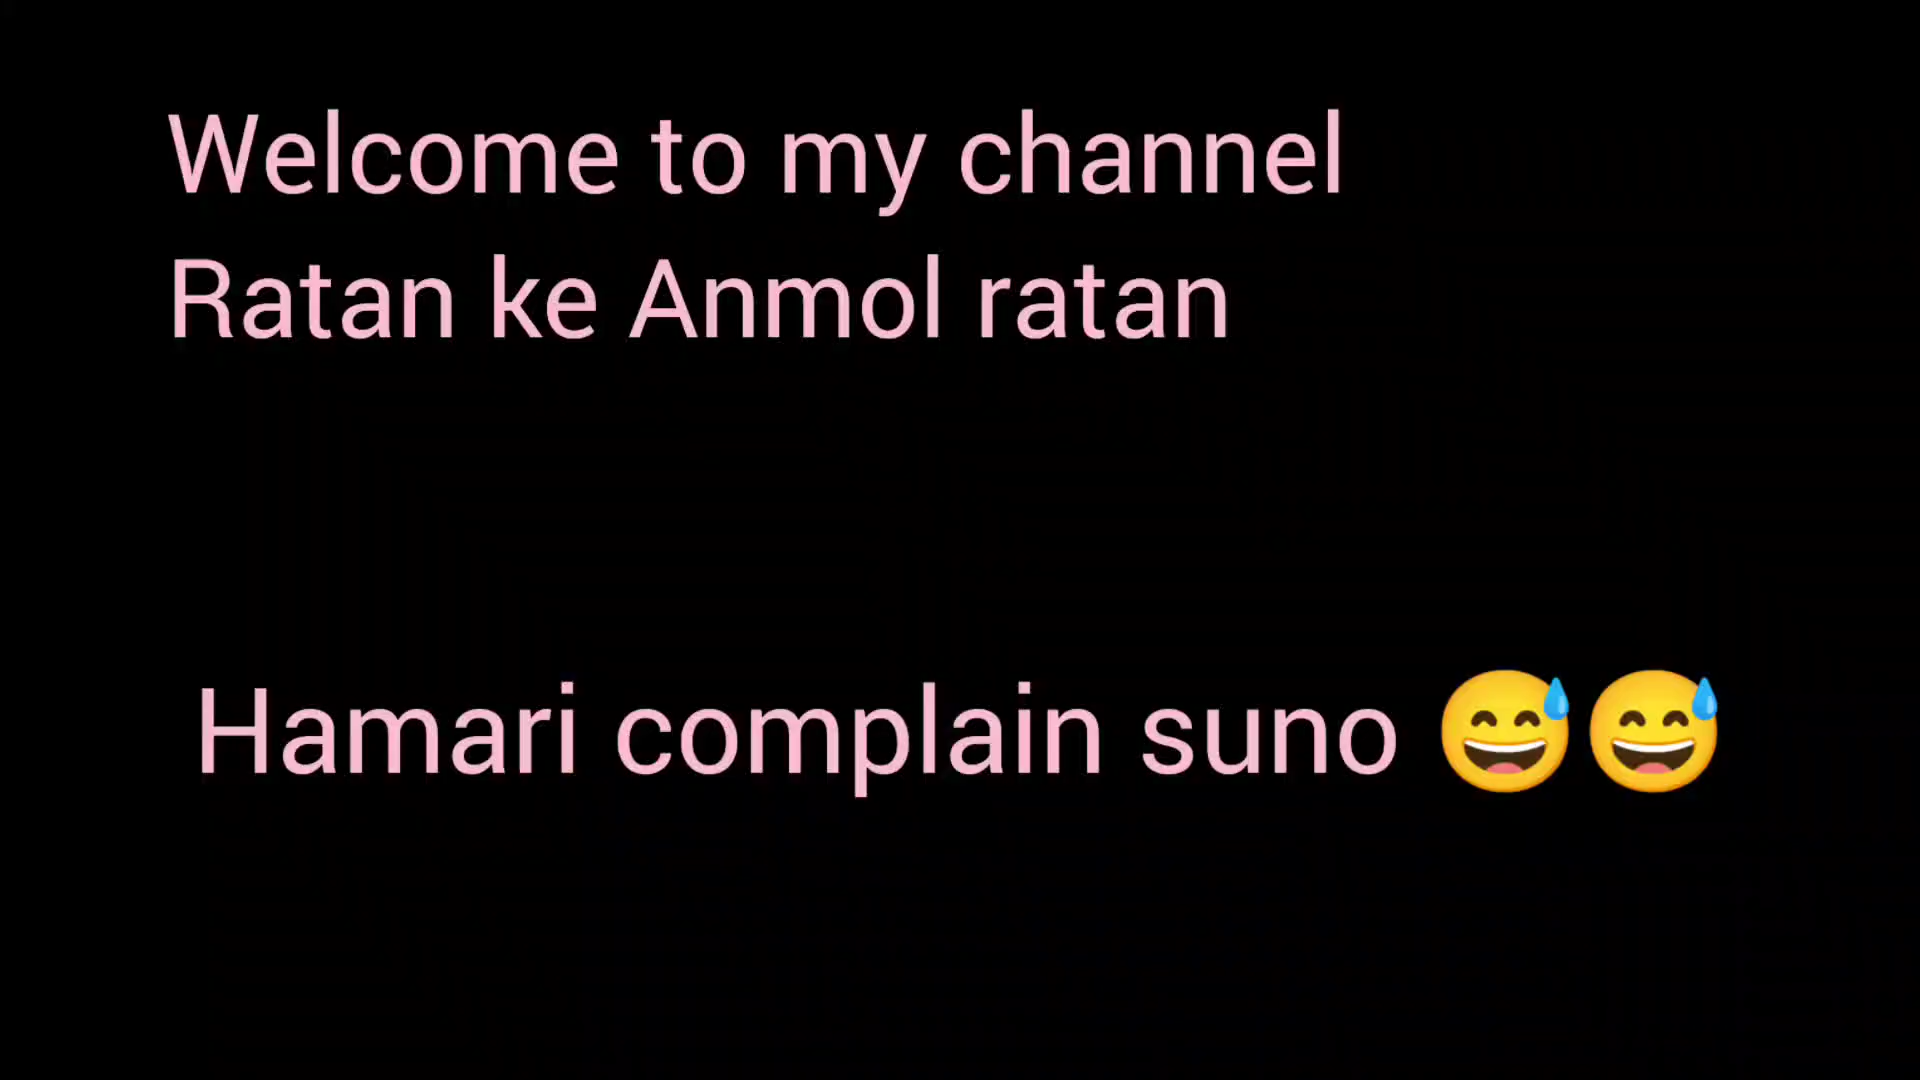 Welcome to my channel
Ratan ke Anmol ratan
Hamari complain suno 😅😅